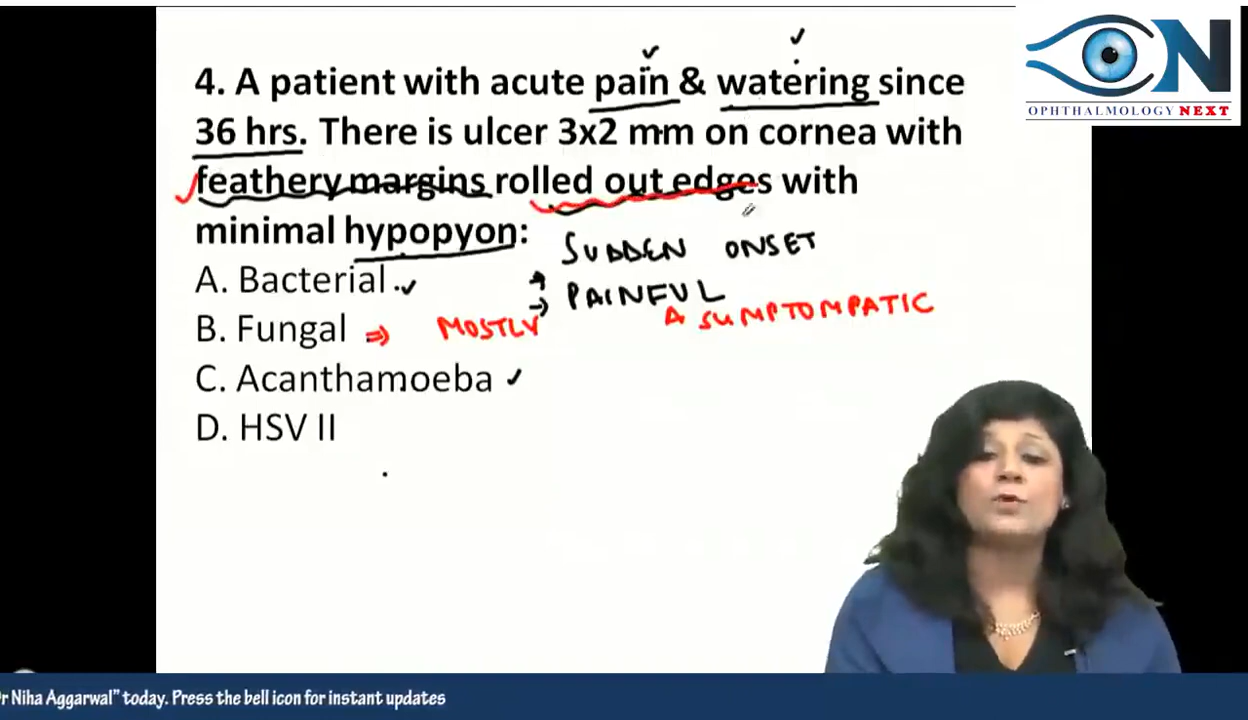 ON
OPHTHALMOLOGY NEXT
4. A patient with acute pain & watering since
36 hrs. There is ulcer 3x2 mm on cornea with
feathery margins rolled out edges with
minimal hypopyon:
SUDDEN ONSET
A. Bacterial
PAINFUL
B. Fungal ⇒ MOSTLY A SUMPTOMPATIC
C. Acanthamoeba
D. HSV II
r Niha Aggarwal" today. Press the bell icon for instant updates